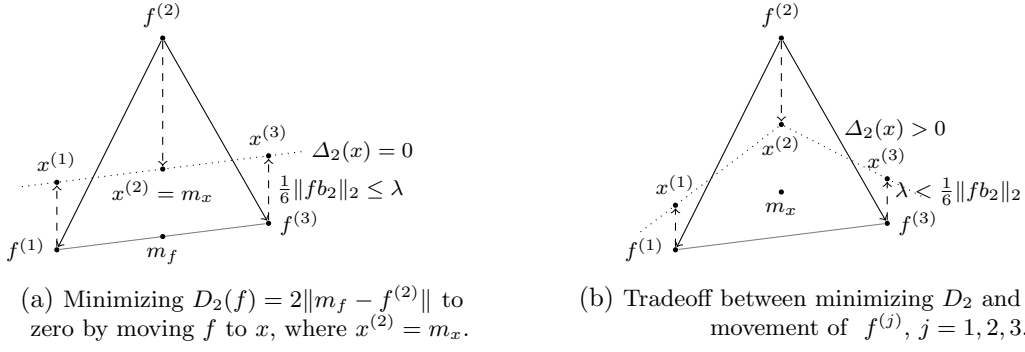 f^{(2)}
x^{(3)}
x^{(1)}
Δ_2(x) = 0
x^{(2)} = m_x
\frac{1}{6}‖fb_2‖_2 ≤ λ
f^{(3)}
f^{(1)}
m_f
(a) Minimizing D_2(f) = 2‖m_f − f^{(2)}‖ to
zero by moving f to x, where x^{(2)} = m_x.
f^{(2)}
Δ_2(x) > 0
x^{(2)}
x^{(3)}
x^{(1)}
λ < \frac{1}{6}‖fb_2‖_2
m_x
f^{(3)}
f^{(1)}
(b) Tradeoff between minimizing D_2 and
movement of f^{(j)}, j = 1, 2, 3.